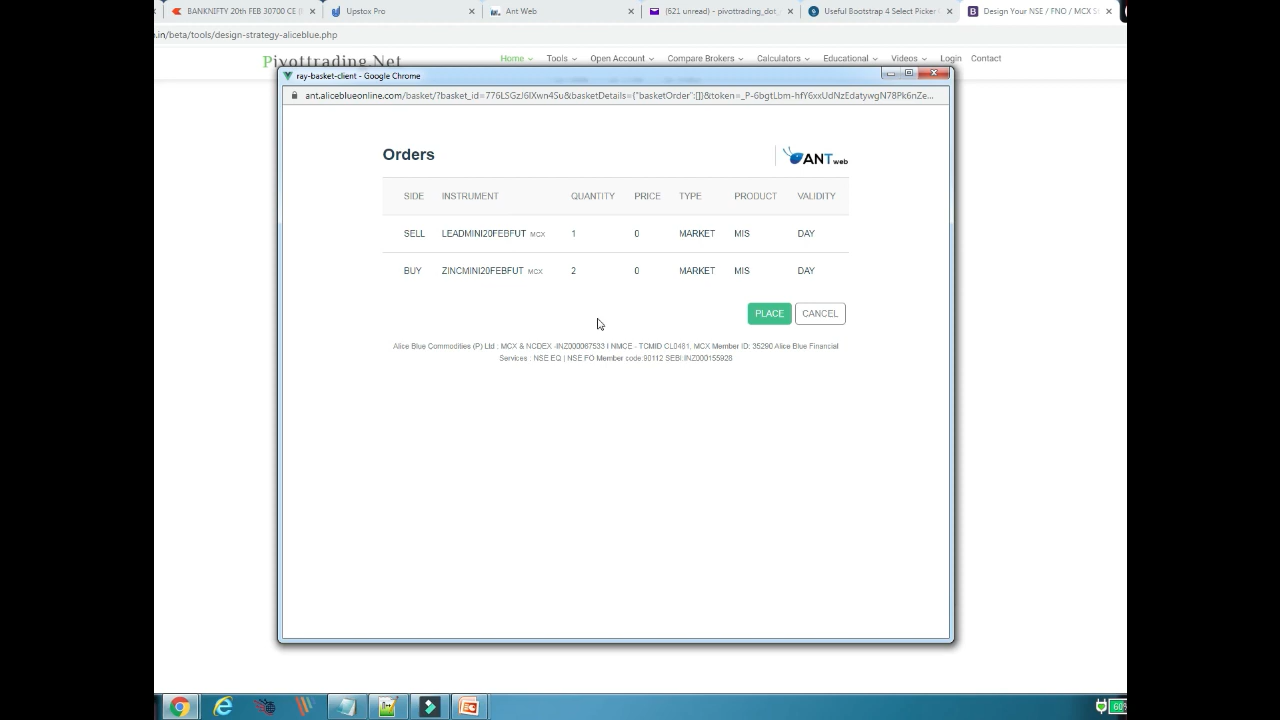 BANKNIFTY 20th FEB 30700 CE
Upstox Pro
Ant Web
(621 unread) - pivottrading_dot_
Useful Bootstrap 4 Select Picker
Design Your NSE / FNO / MCX S
.in/beta/tools/design-strategy-aliceblue.php
Pivottrading.Net
Home Tools Open Account Compare Brokers Calculators Educational Videos Login Contact
ray-basket-client - Google Chrome
ant.aliceblueonline.com/basket/?basket_id=776LSGzJ6IXwn4Su&basketDetails={"basketOrder":[]}&token=_P-6bgtLbm-hfY6xxUdNzEdatywgN78Pk6nZe...
Orders
ANT web
SIDE INSTRUMENT QUANTITY PRICE TYPE PRODUCT VALIDITY
SELL LEADMINI20FEBFUT MCX 1 0 MARKET MIS DAY
BUY ZINCMINI20FEBFUT MCX 2 0 MARKET MIS DAY
PLACE CANCEL
Alice Blue Commodities (P) Ltd : MCX & NCDEX -INZ000067533 I NMCE - TCMID CL0461, MCX Member ID: 35290 Alice Blue Financial
Services : NSE EQ | NSE FO Member code:90112 SEBI:INZ000155928